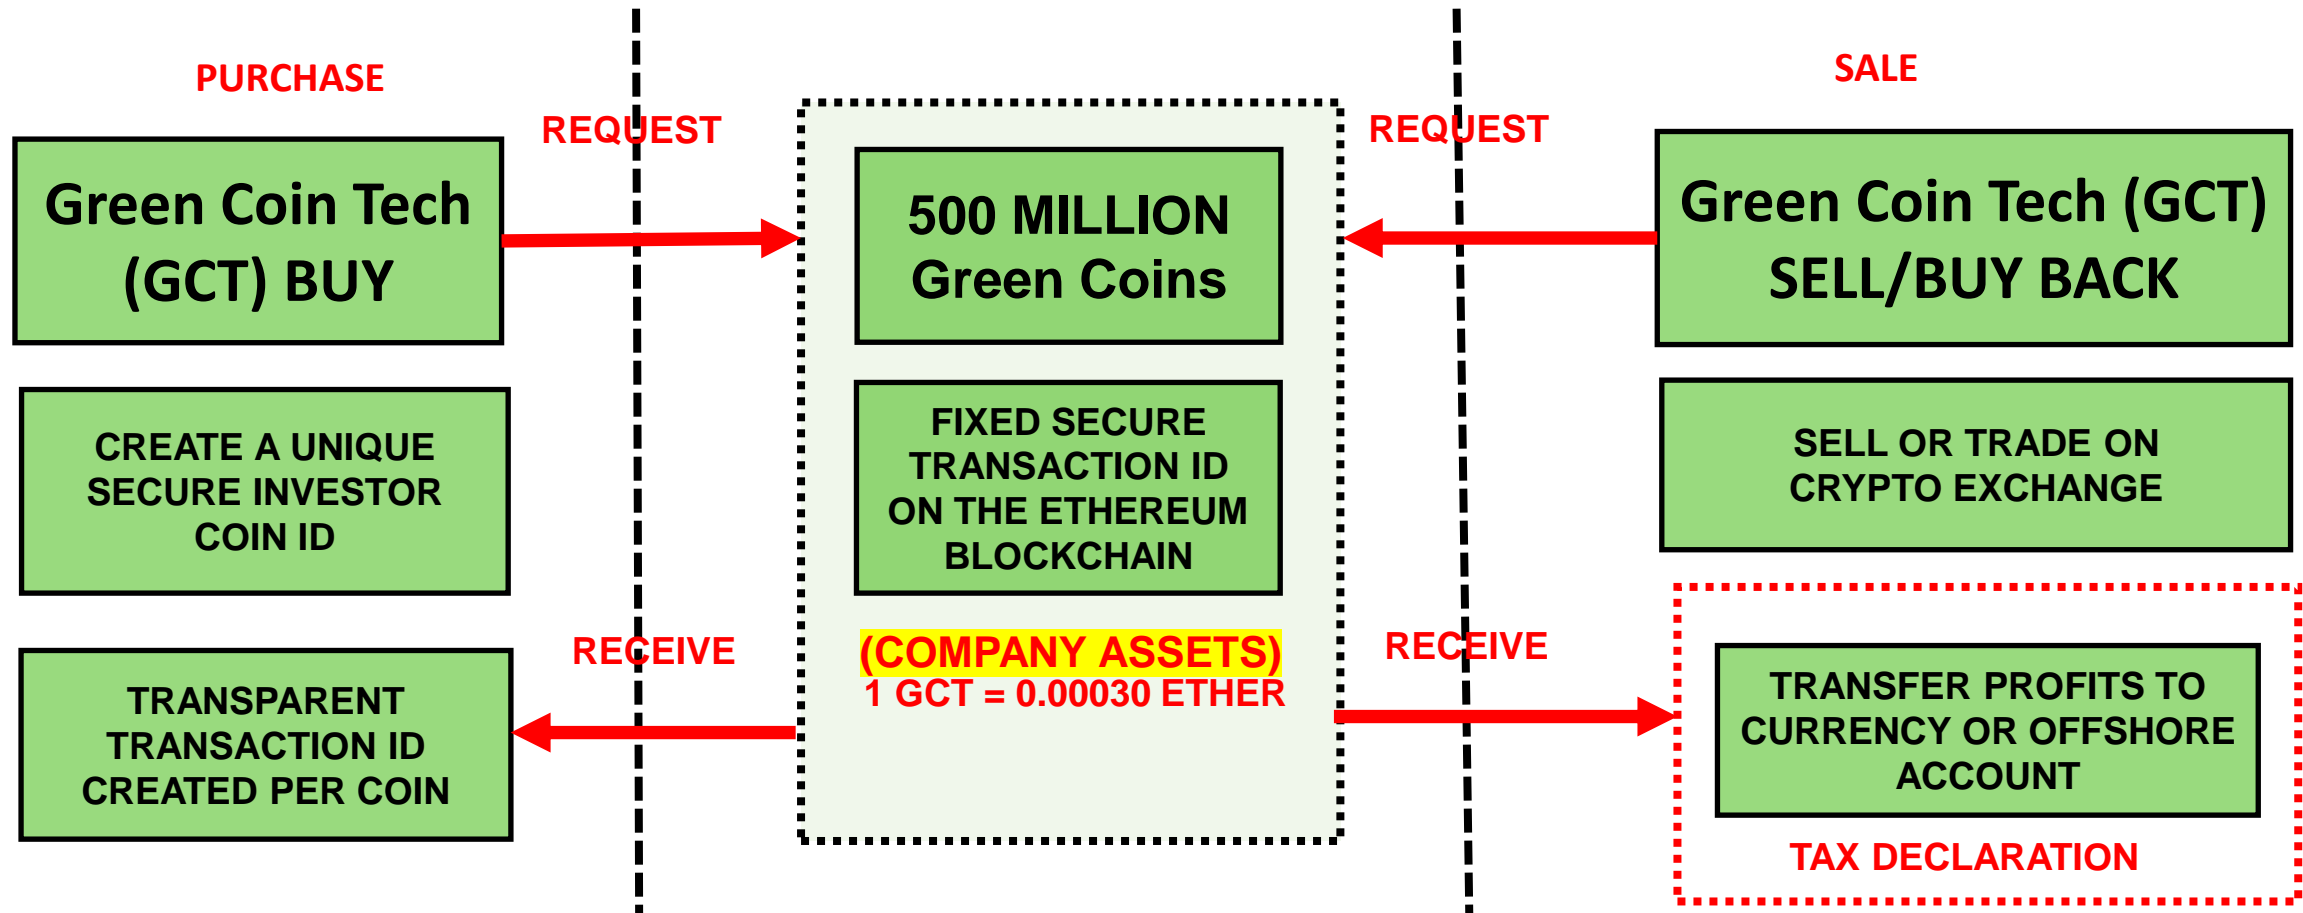 PURCHASE
REQUEST
Green Coin Tech
(GCT) BUY
CREATE A UNIQUE
SECURE INVESTOR
COIN ID
RECEIVE
TRANSPARENT
TRANSACTION ID
CREATED PER COIN
500 MILLION
Green Coins
FIXED SECURE
TRANSACTION ID
ON THE ETHEREUM
BLOCKCHAIN
(COMPANY ASSETS)
1 GCT = 0.00030 ETHER
SALE
REQUEST
Green Coin Tech (GCT)
SELL/BUY BACK
SELL OR TRADE ON
CRYPTO EXCHANGE
RECEIVE
TRANSFER PROFITS TO
CURRENCY OR OFFSHORE
ACCOUNT
TAX DECLARATION